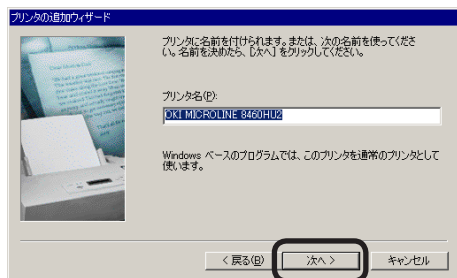 プリンタの追加ウィザード
プリンタに名前を付けられます。または、次の名前を使ってくださ
い。名前を決めたら、[次へ] をクリックしてください。
プリンタ名(P):
OKI MICROLINE 8460HU2
Windows ベースのプログラムでは、このプリンタを通常のプリンタとして
使います。
< 戻る(B)
次へ >
キャンセル